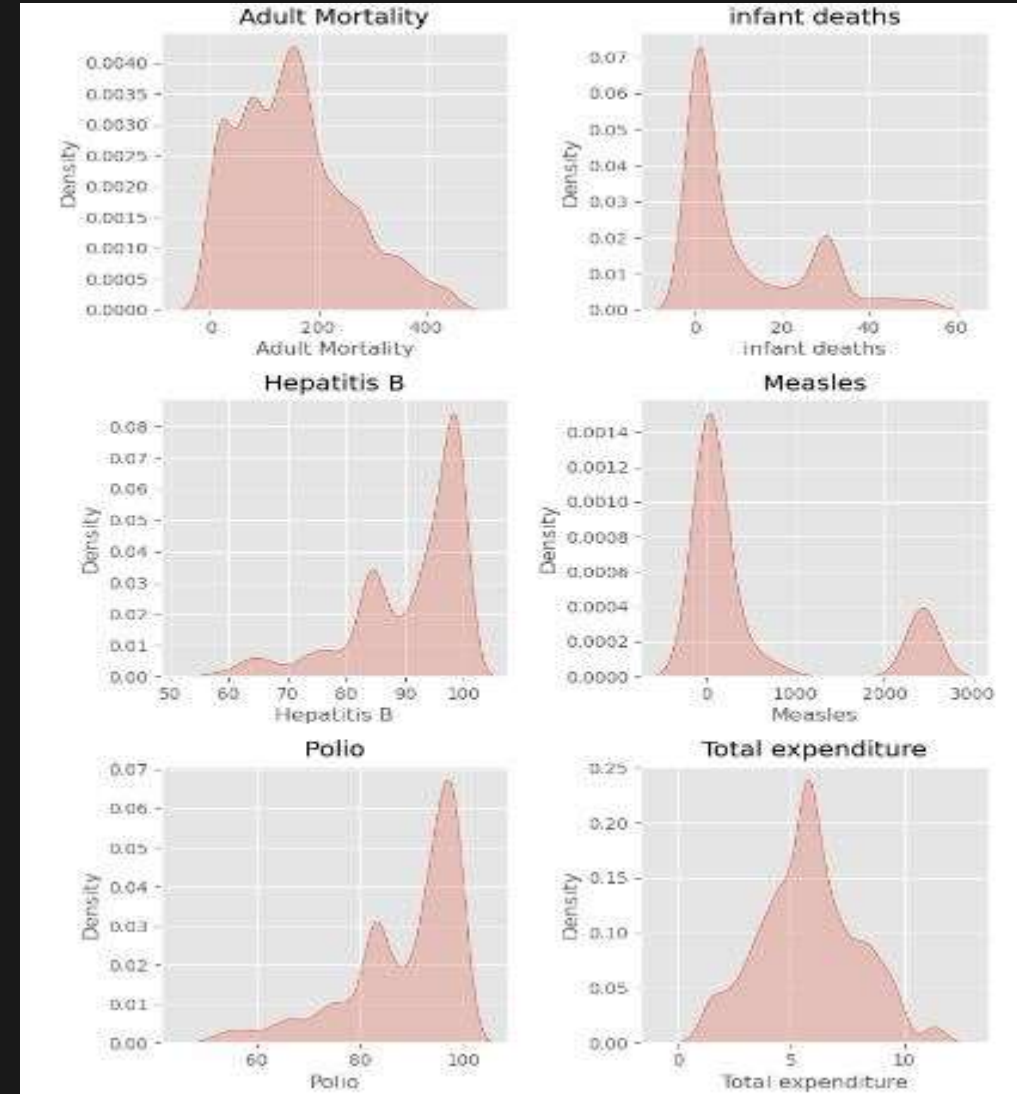 Adult Mortality
0.0040
0.0035
0.0030
0.0025
0.0020
0.0015
0.0010
0.0005
0.0000
Density
0 200 400
Adult Mortality
infant deaths
0.07
0.06
0.05
0.04
0.03
0.02
0.01
0.00
Density
0 20 40 60
infant deaths
Hepatitis B
0.08
0.07
0.06
0.05
0.04
0.03
0.02
0.01
0.00
Density
50 60 70 80 90 100
Hepatitis B
Measles
0.0014
0.0012
0.0010
0.0008
0.0006
0.0004
0.0002
0.0000
Density
0 1000 2000 3000
Measles
Polio
0.07
0.06
0.05
0.04
0.03
0.02
0.01
0.00
Density
60 80 100
Polio
Total expenditure
0.25
0.20
0.15
0.10
0.05
0.00
Density
0 5 10
Total expenditure